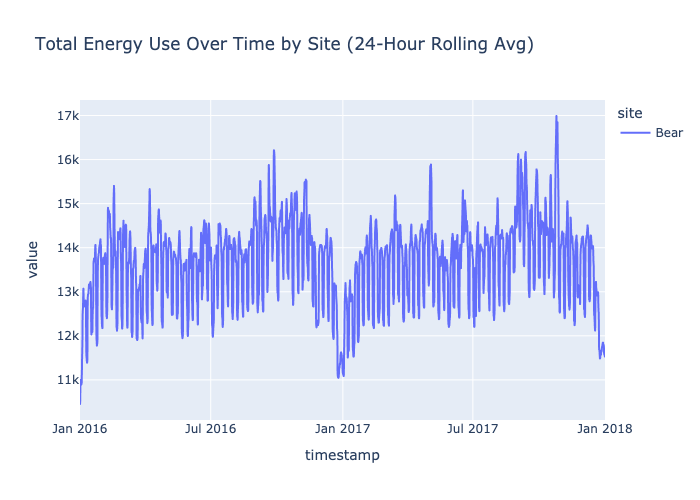 Total Energy Use Over Time by Site (24-Hour Rolling Avg)
site
Bear
17k
16k
15k
14k
13k
12k
11k
value
Jan 2016
Jul 2016
Jan 2017
Jul 2017
Jan 2018
timestamp